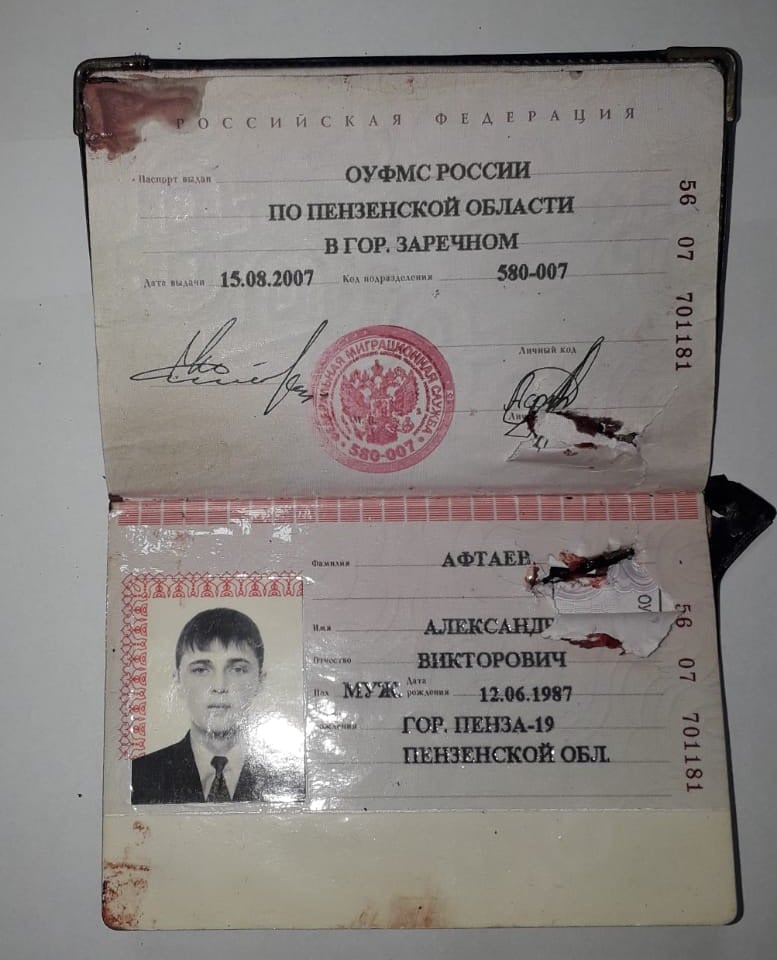 РОССИЙСКАЯ ФЕДЕРАЦИЯ
Паспорт выдан ОУФМС РОССИИ
ПО ПЕНЗЕНСКОЙ ОБЛАСТИ
В ГОР. ЗАРЕЧНОМ
Дата выдачи 15.08.2007 Код подразделения 580-007
Личный код
ФЕДЕРАЛЬНАЯ МИГРАЦИОННАЯ СЛУЖБА
580-007
56 07 701181
Фамилия АФТАЕВ
Имя АЛЕКСАНДР
Отчество ВИКТОРОВИЧ
Пол МУЖ. Дата рождения 12.06.1987
рождения ГОР. ПЕНЗА-19
ПЕНЗЕНСКОЙ ОБЛ.
56 07 701181